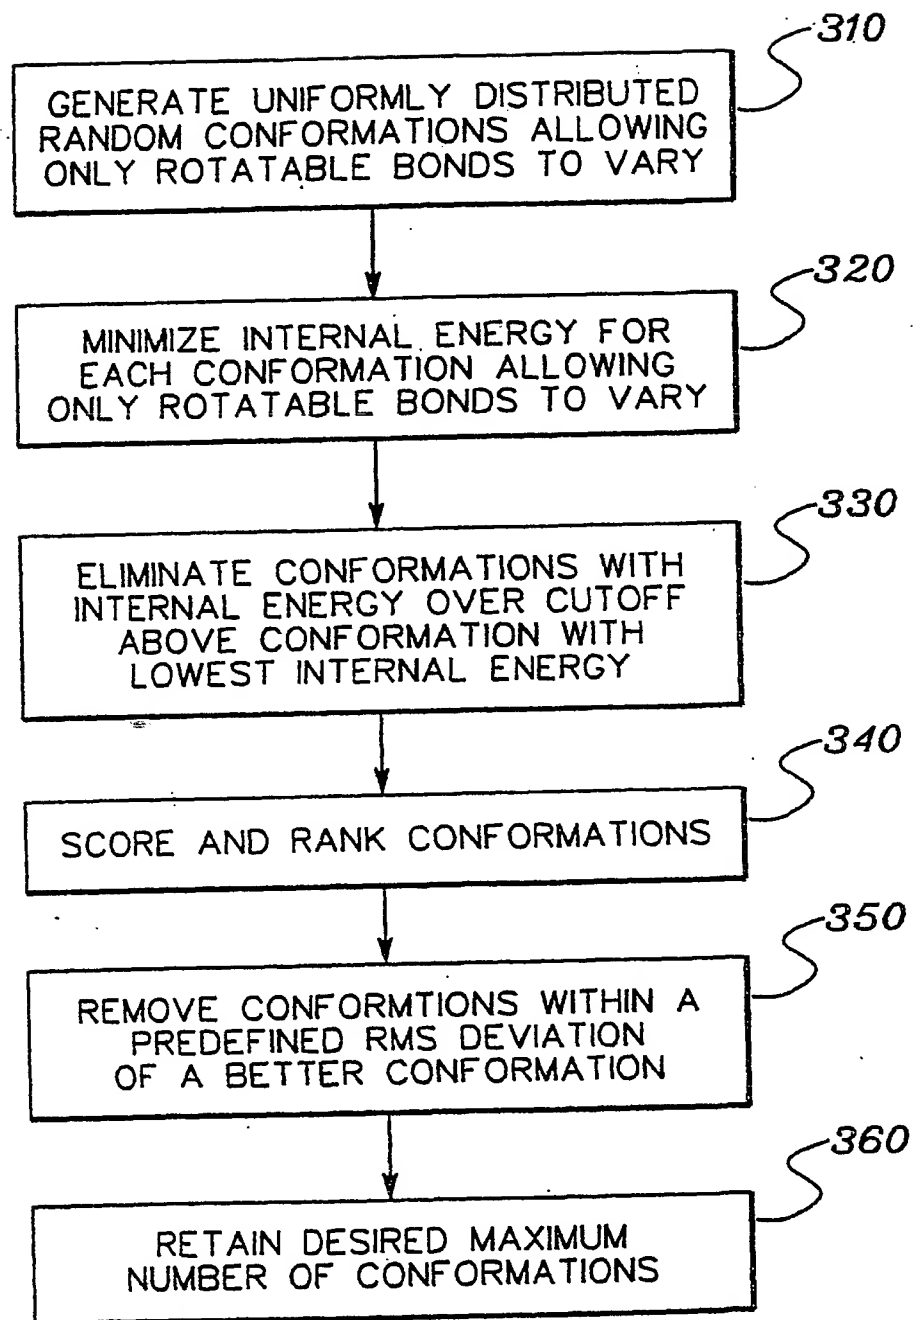 310
GENERATE UNIFORMLY DISTRIBUTED
RANDOM CONFORMATIONS ALLOWING
ONLY ROTATABLE BONDS TO VARY
320
MINIMIZE INTERNAL ENERGY FOR
EACH CONFORMATION ALLOWING
ONLY ROTATABLE BONDS TO VARY
330
ELIMINATE CONFORMATIONS WITH
INTERNAL ENERGY OVER CUTOFF
ABOVE CONFORMATION WITH
LOWEST INTERNAL ENERGY
340
SCORE AND RANK CONFORMATIONS
350
REMOVE CONFORMTIONS WITHIN A
PREDEFINED RMS DEVIATION
OF A BETTER CONFORMATION
360
RETAIN DESIRED MAXIMUM
NUMBER OF CONFORMATIONS